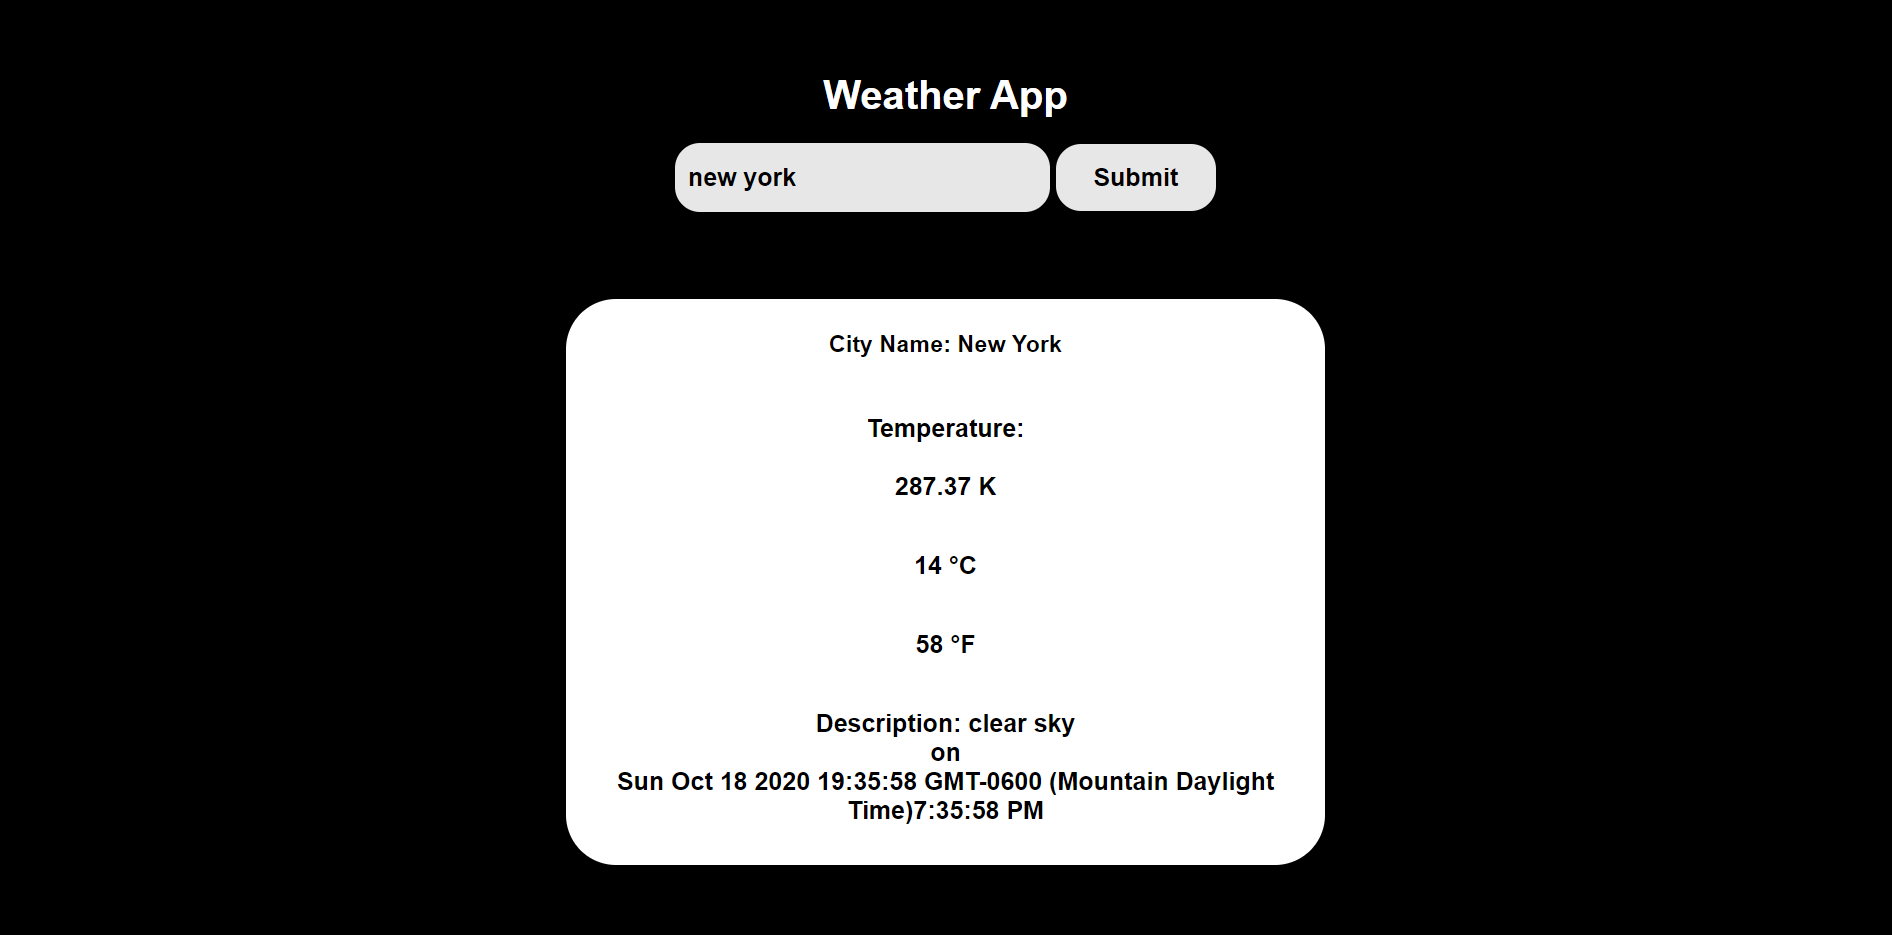 Weather App
new york
Submit
City Name: New York
Temperature:
287.37 K
14 °C
58 °F
Description: clear sky
on
Sun Oct 18 2020 19:35:58 GMT-0600 (Mountain Daylight
Time)7:35:58 PM